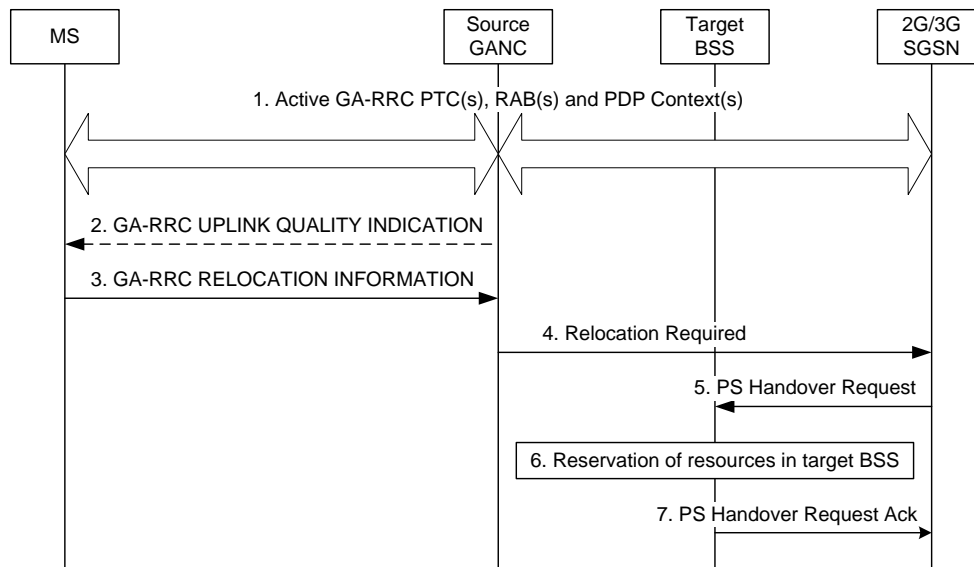 MS
Source
GANC
Target
BSS
2G/3G
SGSN
1. Active GA-RRC PTC(s), RAB(s) and PDP Context(s)
2. GA-RRC UPLINK QUALITY INDICATION
3. GA-RRC RELOCATION INFORMATION
4. Relocation Required
5. PS Handover Request
6. Reservation of resources in target BSS
7. PS Handover Request Ack